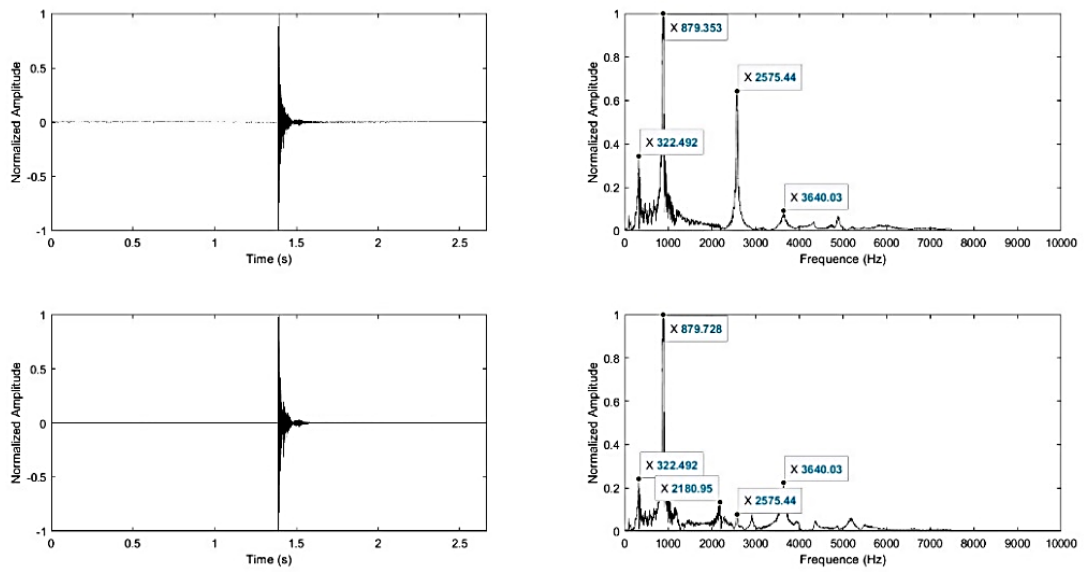 1
0.5
0
-0.5
-1
Normalized Amplitude
0 0.5 1 1.5 2 2.5
Time (s)
1
0.8
0.6
0.4
0.2
0
Normalized Amplitude
X 879.353
X 2575.44
X 322.492
X 3640.03
0 1000 2000 3000 4000 5000 6000 7000 8000 9000 10000
Frequence (Hz)
1
0.5
0
-0.5
-1
Normalized Amplitude
0 0.5 1 1.5 2 2.5
Time (s)
1
0.8
0.6
0.4
0.2
0
Normalized Amplitude
X 879.728
X 322.492
X 3640.03
X 2180.95
X 2575.44
0 1000 2000 3000 4000 5000 6000 7000 8000 9000 10000
Frequence (Hz)